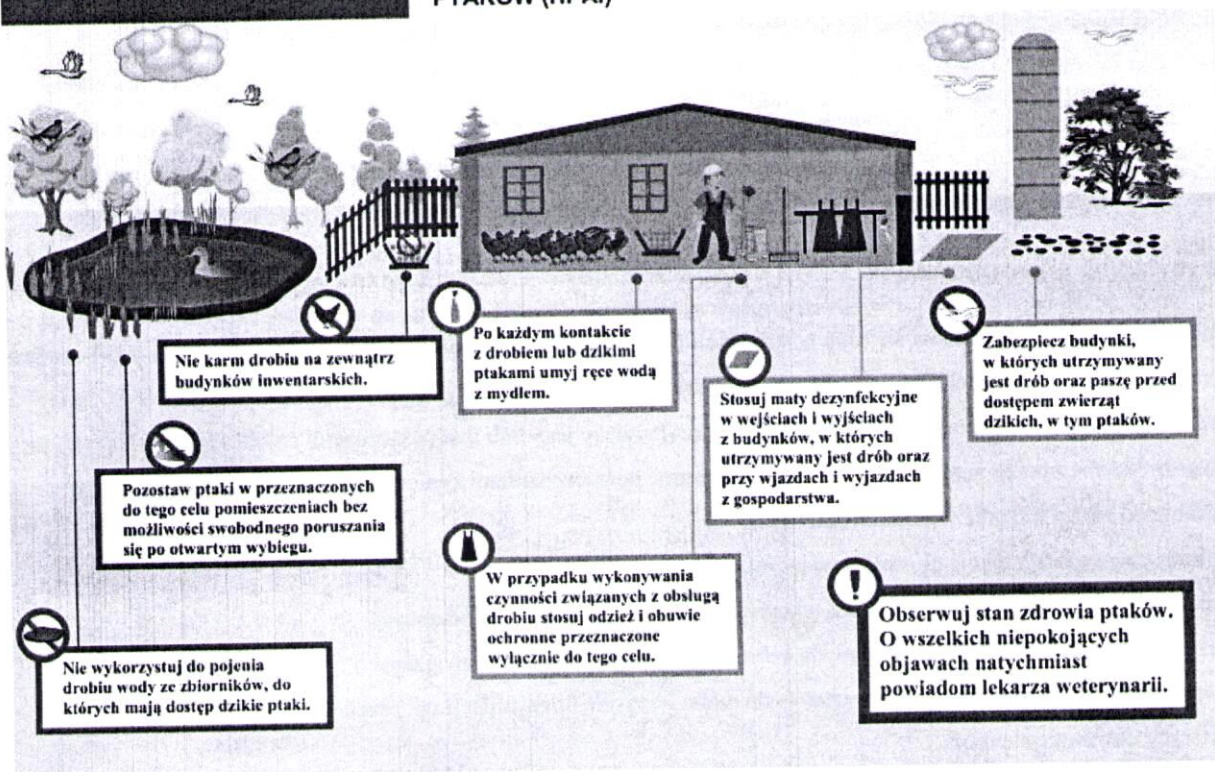 PTAKÓW (HPAI)
Nie karm drobiu na zewnątrz
budynków inwentarskich.
Po każdym kontakcie
z drobiem lub dzikimi
ptakami umyj ręce wodą
z mydłem.
Stosuj maty dezynfekcyjne
w wejściach i wyjściach
z budynków, w których
utrzymywany jest drób oraz
przy wjazdach i wyjazdach
z gospodarstwa.
Zabezpiecz budynki,
w których utrzymywany
jest drób oraz paszę przed
dostępem zwierząt
dzikich, w tym ptaków.
Pozostaw ptaki w przeznaczonych
do tego celu pomieszczeniach bez
możliwości swobodnego poruszania
się po otwartym wybiegu.
W przypadku wykonywania
czynności związanych z obsługą
drobiu stosuj odzież i obuwie
ochronne przeznaczone
wyłącznie do tego celu.
Nie wykorzystuj do pojenia
drobiu wody ze zbiorników, do
których mają dostęp dzikie ptaki.
Obserwuj stan zdrowia ptaków.
O wszelkich niepokojących
objawach natychmiast
powiadom lekarza weterynarii.